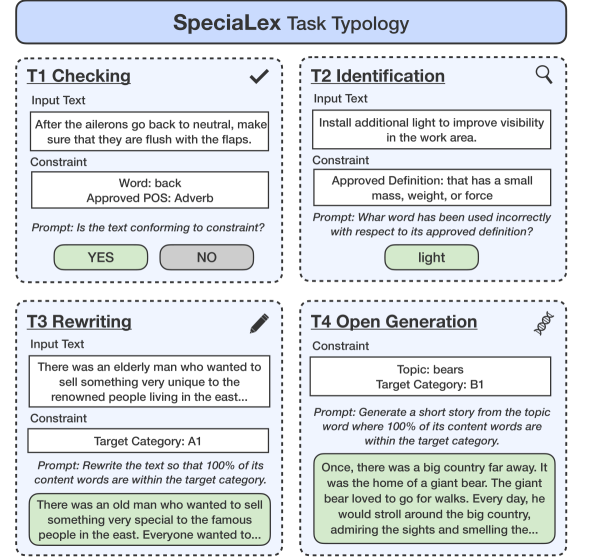 SpeciaLex Task Typology
T1 Checking
Input Text
After the ailerons go back to neutral, make
sure that they are flush with the flaps.
Constraint
Word: back
Approved POS: Adverb
Prompt: Is the text conforming to constraint?
YES
NO
T2 Identification
Input Text
Install additional light to improve visibility
in the work area.
Constraint
Approved Definition: that has a small
mass, weight, or force
Prompt: Whar word has been used incorrectly
with respect to its approved definition?
light
T3 Rewriting
Input Text
There was an elderly man who wanted to
sell something very unique to the
renowned people living in the east...
Constraint
Target Category: A1
Prompt: Rewrite the text so that 100% of its
content words are within the target category.
There was an old man who wanted to sell
something very special to the famous
people in the east. Everyone wanted to...
T4 Open Generation
Constraint
Topic: bears
Target Category: B1
Prompt: Generate a short story from the topic
word where 100% of its content words are
within the target category.
Once, there was a big country far away. It
was the home of a giant bear. The giant
bear loved to go for walks. Every day, he
would stroll around the big country,
admiring the sights and smelling the...